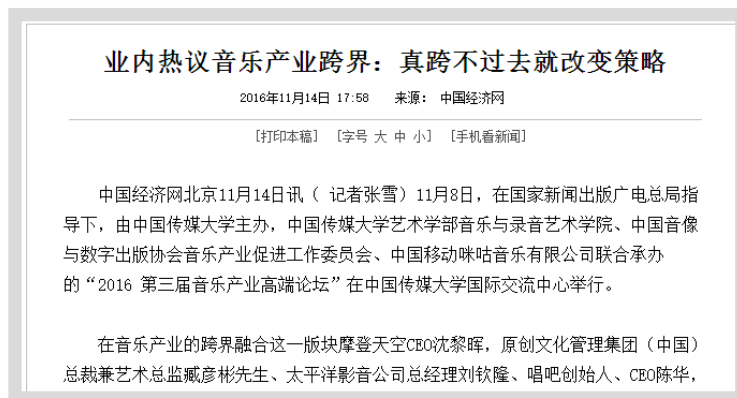 业内热议音乐产业跨界：真跨不过去就改变策略
2016年11月14日 17:58 来源： 中国经济网
[打印本稿] [字号 大 中 小] [手机看新闻]
中国经济网北京11月14日讯（ 记者张雪）11月8日，在国家新闻出版广电总局指
导下，由中国传媒大学主办，中国传媒大学艺术学部音乐与录音艺术学院、中国音像
与数字出版协会音乐产业促进工作委员会、中国移动咪咕音乐有限公司联合承办
的“2016 第三届音乐产业高端论坛”在中国传媒大学国际交流中心举行。
在音乐产业的跨界融合这一版块摩登天空CEO沈黎晖，原创文化管理集团（中国）
总裁兼艺术总监臧彦彬先生、太平洋影音公司总经理刘钦隆、唱吧创始人、CEO陈华，